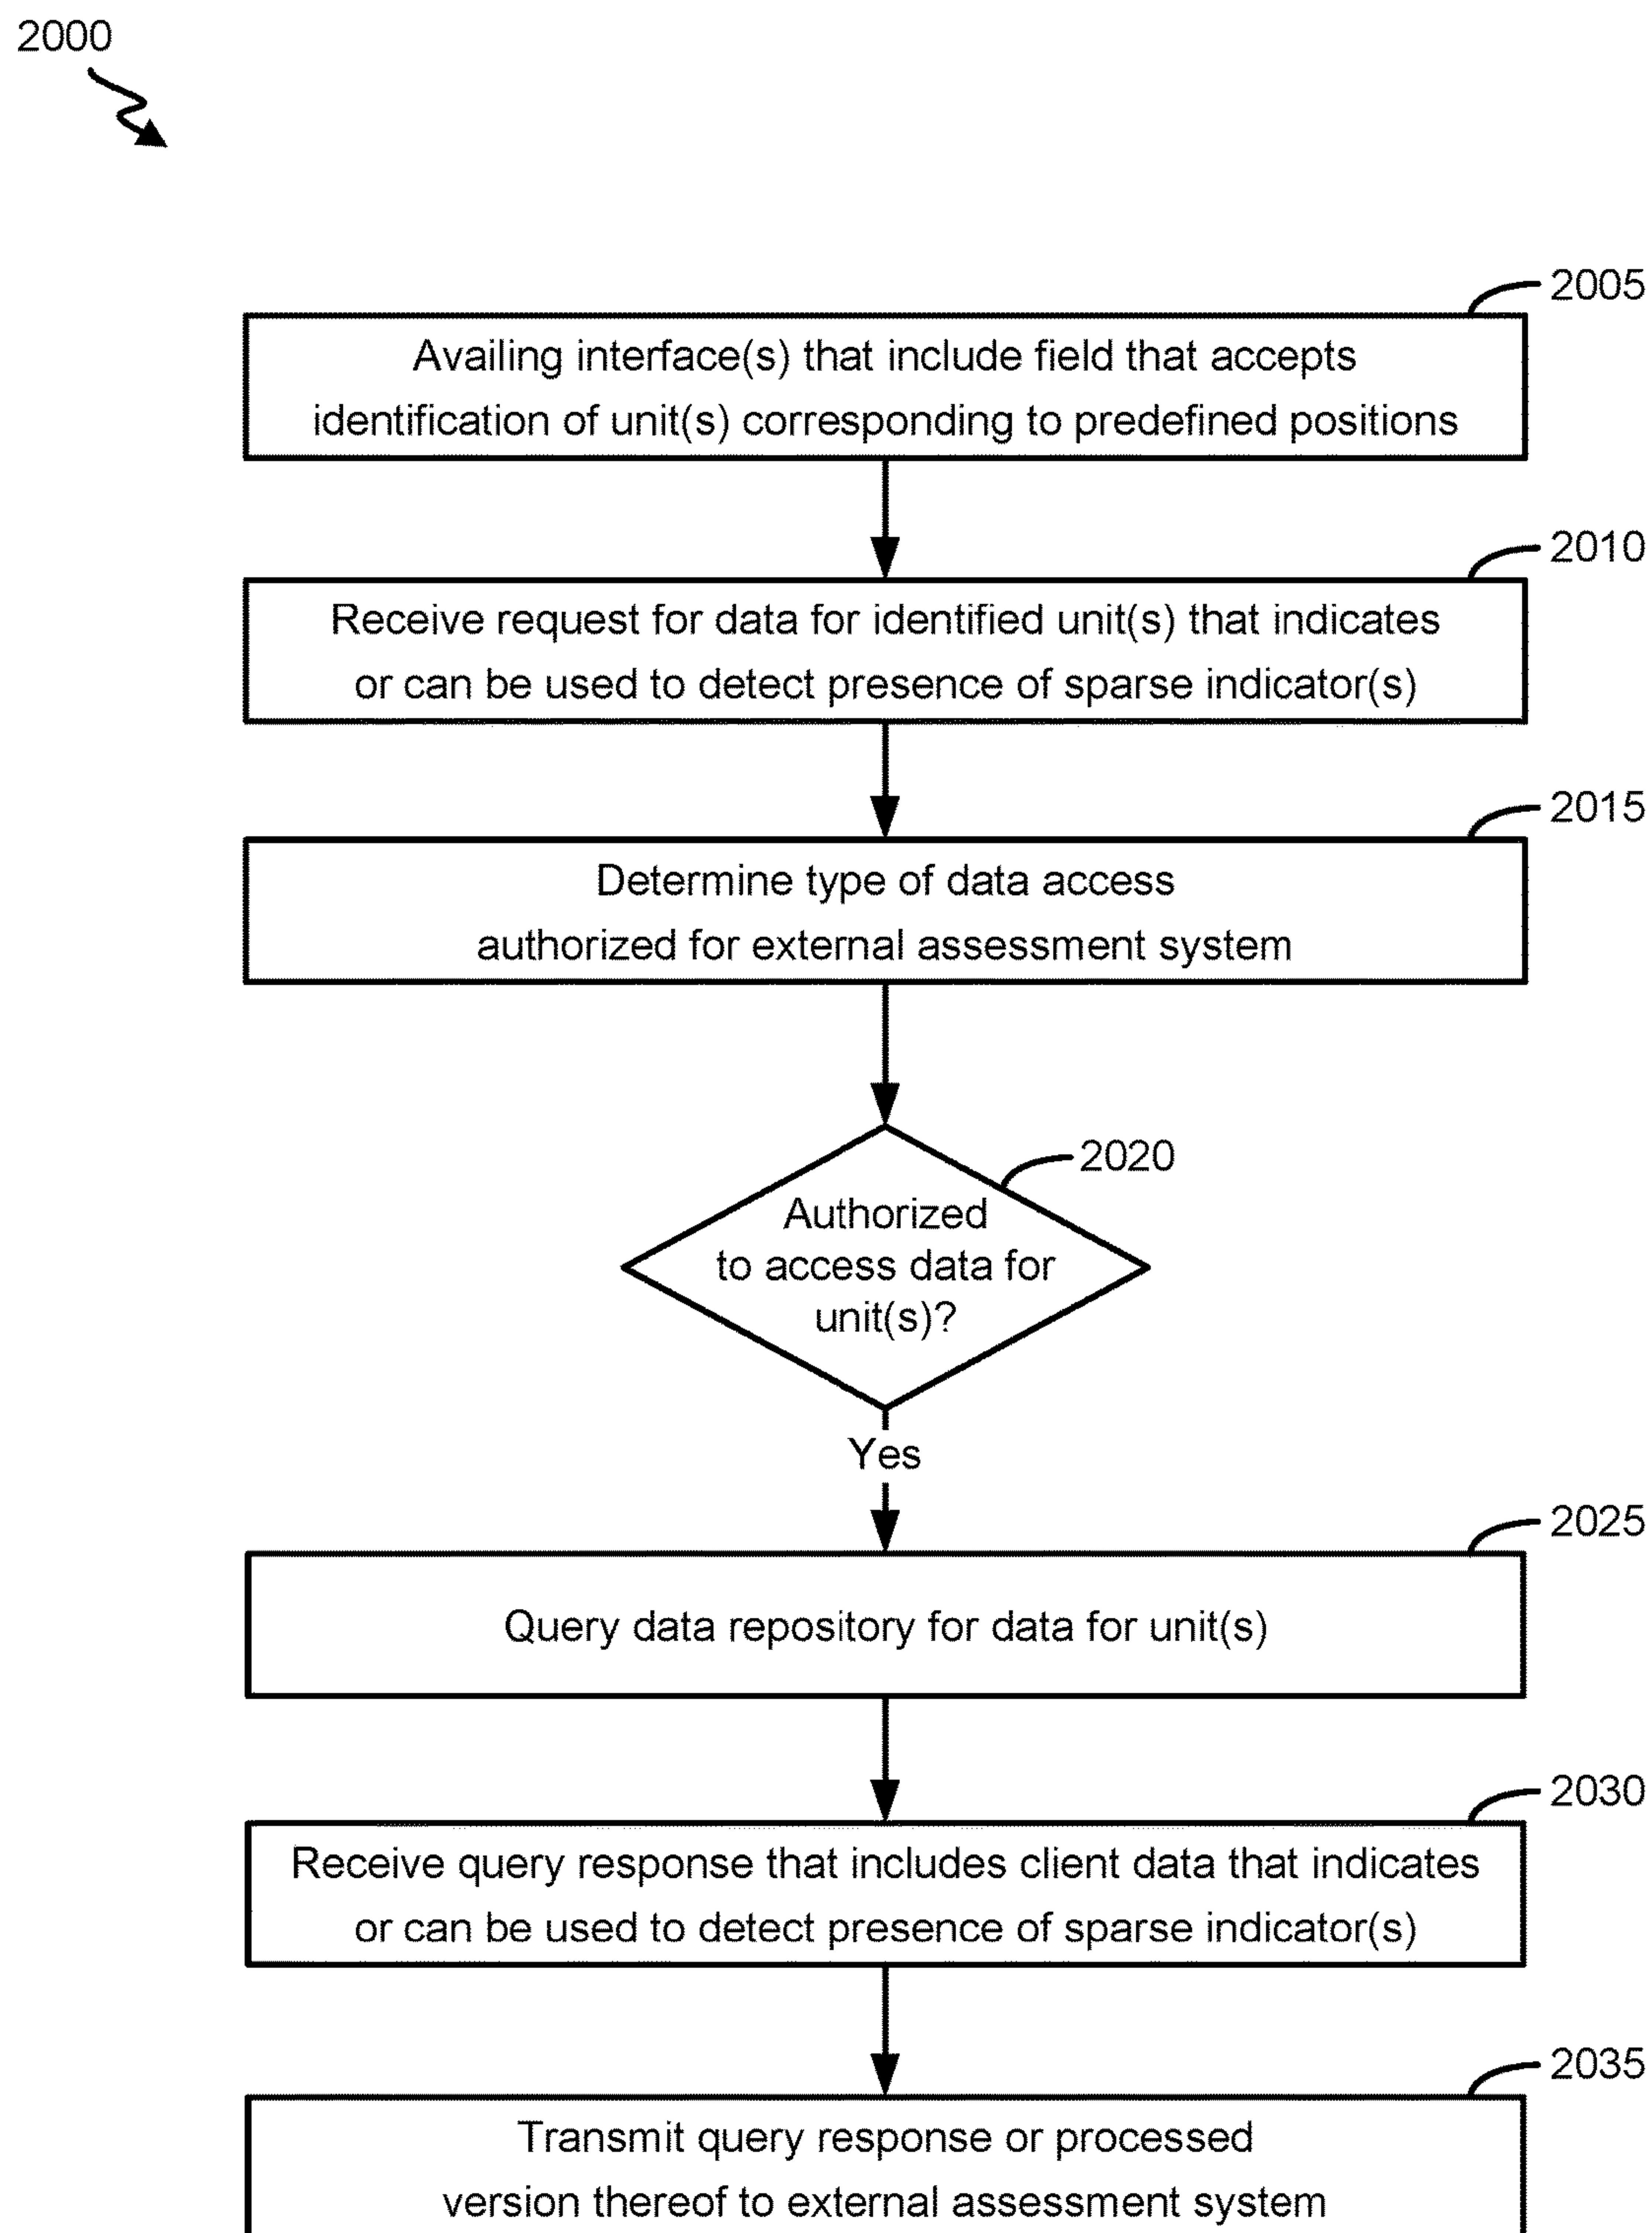 2000
2005
Availing interface(s) that include field that accepts
identification of unit(s) corresponding to predefined positions
2010
Receive request for data for identified unit(s) that indicates
or can be used to detect presence of sparse indicator(s)
2015
Determine type of data access
authorized for external assessment system
2020
Authorized
to access data for
unit(s)?
Yes
2025
Query data repository for data for unit(s)
2030
Receive query response that includes client data that indicates
or can be used to detect presence of sparse indicator(s)
2035
Transmit query response or processed
version thereof to external assessment system